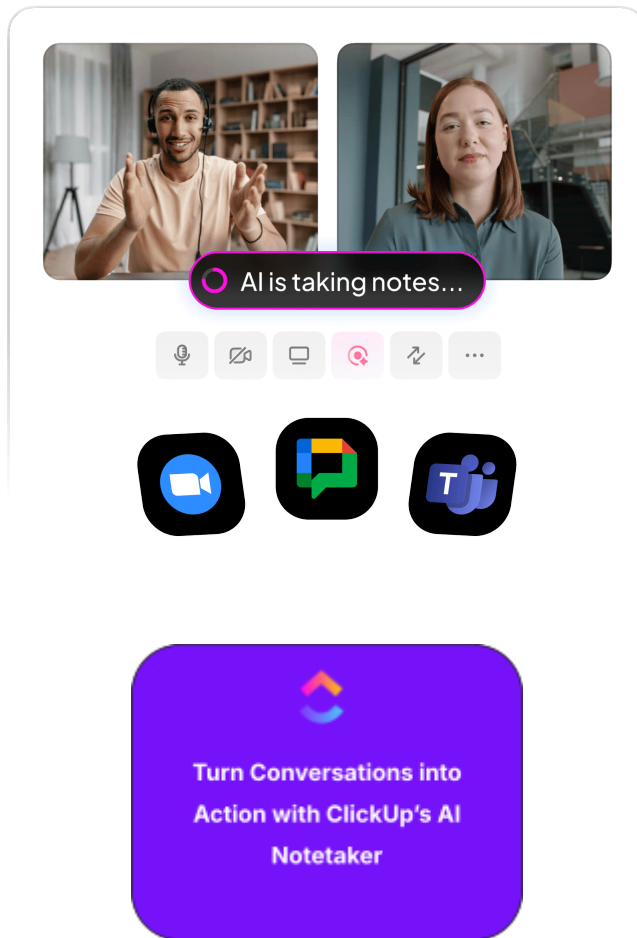 AI is taking notes...
T
Turn Conversations into
Action with ClickUp's AI
Notetaker